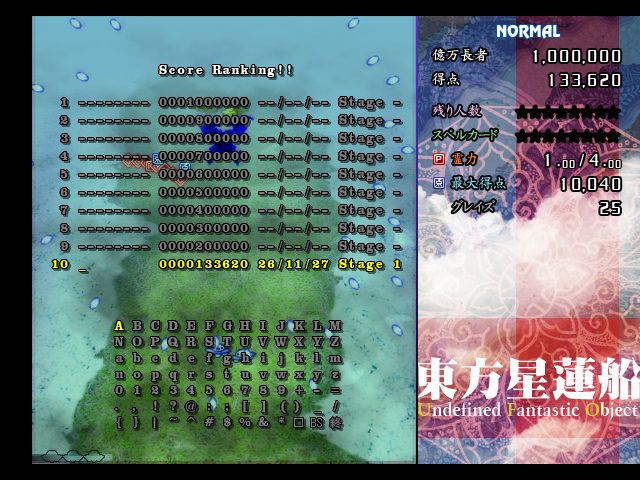 Score Ranking!!
1 -------- 0001000000 --/--/-- Stage -
2 -------- 0000900000 --/--/-- Stage -
3 -------- 0000800000 --/--/-- Stage -
4 -------- 0000700000 --/--/-- Stage -
5 -------- 0000600000 --/--/-- Stage -
6 -------- 0000500000 --/--/-- Stage -
7 -------- 0000400000 --/--/-- Stage -
8 -------- 0000300000 --/--/-- Stage -
9 -------- 0000200000 --/--/-- Stage -
10 _ 0000133620 26/11/27 Stage 1
A B C D E F G H I J K L M
N O P Q R S T U V W X Y Z
a b c d e f g h i j k l m
n o p q r s t u v w x y z
0 1 2 3 4 5 6 7 8 9 + - =
. , ! ? @ : ; [ ] ( ) _ /
{ } | ~ ^ # $ % & * □ BS 終
NORMAL
億万長者 1,000,000
得点 133,620
残り人数 ★★★★★★★★
スペルカード ★★★★★★★★
P 霊力 1.00/4.00
点 最大得点 10,040
グレイズ 25
東方星蓮船
Undefined Fantastic Object